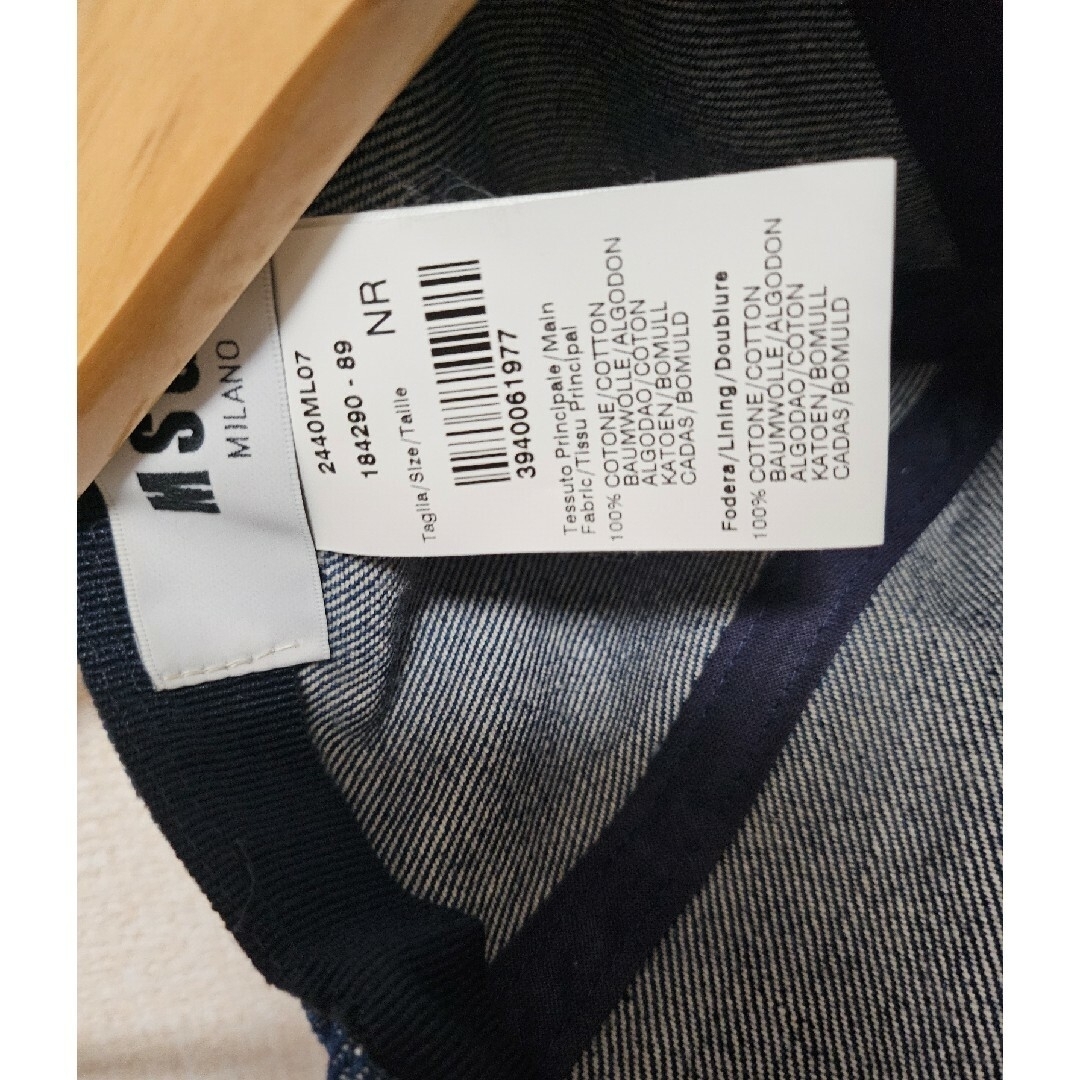 MS
MILANO
2440ML07
184290 - 89
NR
Taglia/Size/Taille
3940061977
Tessuto Principale/Main
Fabric/Tissu Principal
100% COTONE/COTTON
BAUMWOLLE/ALGODON
ALGODAO/COTON
KATOEN/BOMULL
CADAS/BOMULD
Fodera/Lining/Doublure
100% COTONE/COTTON
BAUMWOLLE/ALGODON
ALGODAO/COTON
KATOEN/BOMULL
CADAS/BOMULD